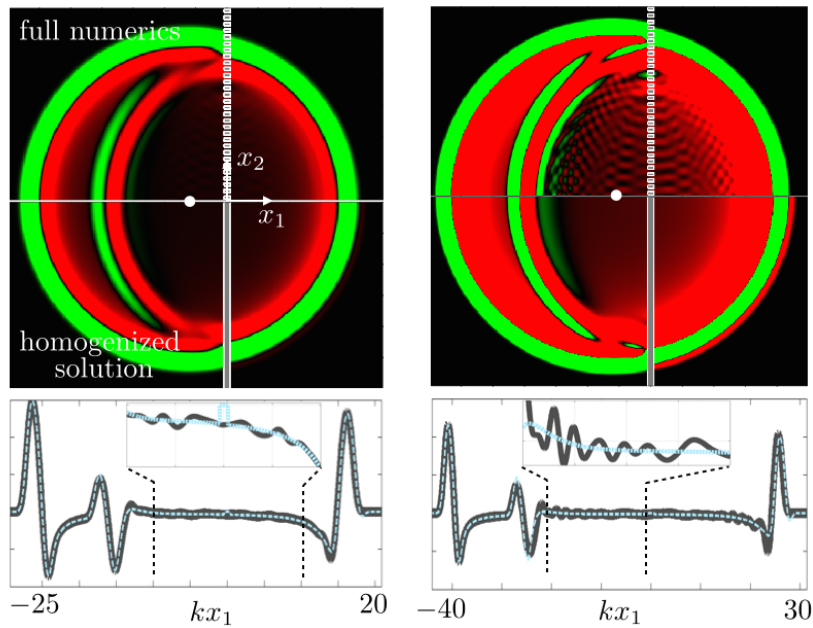 full numerics
x₂
x₁
homogenized
solution
−25 kx₁ 20
−40 kx₁ 30